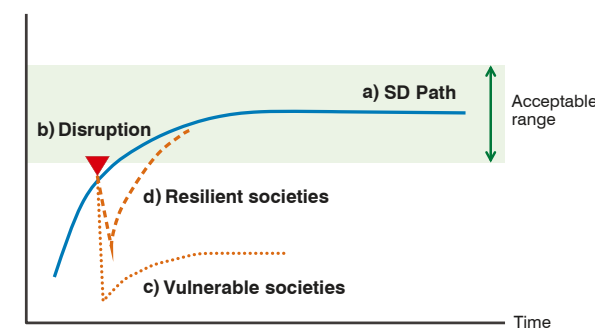 a) SD Path
Acceptable
range
b) Disruption
d) Resilient societies
c) Vulnerable societies
Time